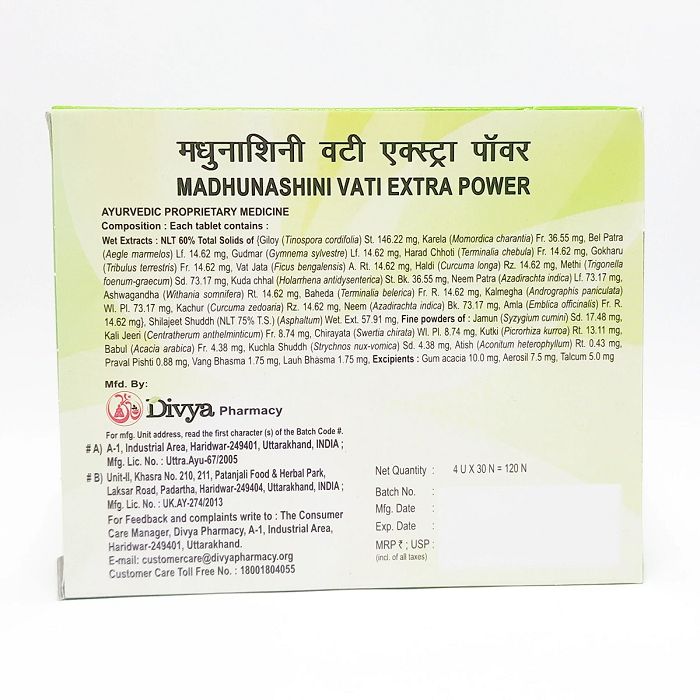 मधुनाशिनी वटी एक्स्ट्रा पॉवर
MADHUNASHINI VATI EXTRA POWER
AYURVEDIC PROPRIETARY MEDICINE
Composition : Each tablet contains :
Wet Extracts : NLT 60% Total Solids of (Giloy (Tinospora cordifolia) St. 146.22 mg, Karela (Momordica charantia) Fr. 36.55 mg, Bel Patra
(Aegle marmelos) Lf. 14.62 mg, Gudmar (Gymnema sylvestre) Lf. 14.62 mg, Harad Chhoti (Terminalia chebula) Fr. 14.62 mg, Gokharu
(Tribulus terrestris) Fr. 14.62 mg, Vat Jata (Ficus bengalensis) A. Rt. 14.62 mg, Haldi (Curcuma longa) Rz. 14.62 mg, Methi (Trigonella
foenum-graecum) Sd. 73.17 mg, Kuda chhal (Holarrhena antidysenterica) St. Bk. 36.55 mg, Neem Patra (Azadirachta indica) Lf. 73.17 mg,
Ashwagandha (Withania somnifera) Rt. 14.62 mg, Baheda (Terminalia belerica) Fr. R. 14.62 mg, Kalmegha (Andrographis paniculata)
Wl. Pl. 73.17 mg, Kachur (Curcuma zedoaria) Rz. 14.62 mg, Neem (Azadirachta indica) Bk. 73.17 mg, Amla (Emblica officinalis) Fr. R.
14.62 mg), Shilajeet Shuddh (NLT 75% T.S.) (Asphaltum) Wet. Ext. 57.91 mg, Fine powders of : Jamun (Syzygium cumini) Sd. 17.48 mg,
Kali Jeeri (Centratherum anthelminticum) Fr. 8.74 mg, Chirayata (Swertia chirata) Wl. Pl. 8.74 mg, Kutki (Picrorhiza kurroa) Rt. 13.11 mg,
Babul (Acacia arabica) Fr. 4.38 mg, Kuchla Shuddh (Strychnos nux-vomica) Sd. 4.38 mg, Atish (Aconitum heterophyllum) Rt. 0.43 mg,
Praval Pishti 0.88 mg, Vang Bhasma 1.75 mg, Lauh Bhasma 1.75 mg, Excipients : Gum acacia 10.0 mg, Aerosil 7.5 mg, Talcum 5.0 mg
Mfd. By:
Divya Pharmacy
For mfg. Unit address, read the first character (s) of the Batch Code #.
# A) A-1, Industrial Area, Haridwar-249401, Uttarakhand, INDIA ;
Mfg. Lic. No. : Uttra.Ayu-67/2005
# B) Unit-II, Khasra No. 210, 211, Patanjali Food & Herbal Park,
Laksar Road, Padartha, Haridwar-249404, Uttarakhand, INDIA ;
Mfg. Lic. No. : UK.AY-274/2013
For Feedback and complaints write to : The Consumer
Care Manager, Divya Pharmacy, A-1, Industrial Area,
Haridwar-249401, Uttarakhand.
E-mail: customercare@divyapharmacy.org
Customer Care Toll Free No. : 18001804055
Net Quantity : 4 U X 30 N = 120 N
Batch No. :
Mfg. Date :
Exp. Date :
MRP ₹ ; USP :
(incl. of all taxes)